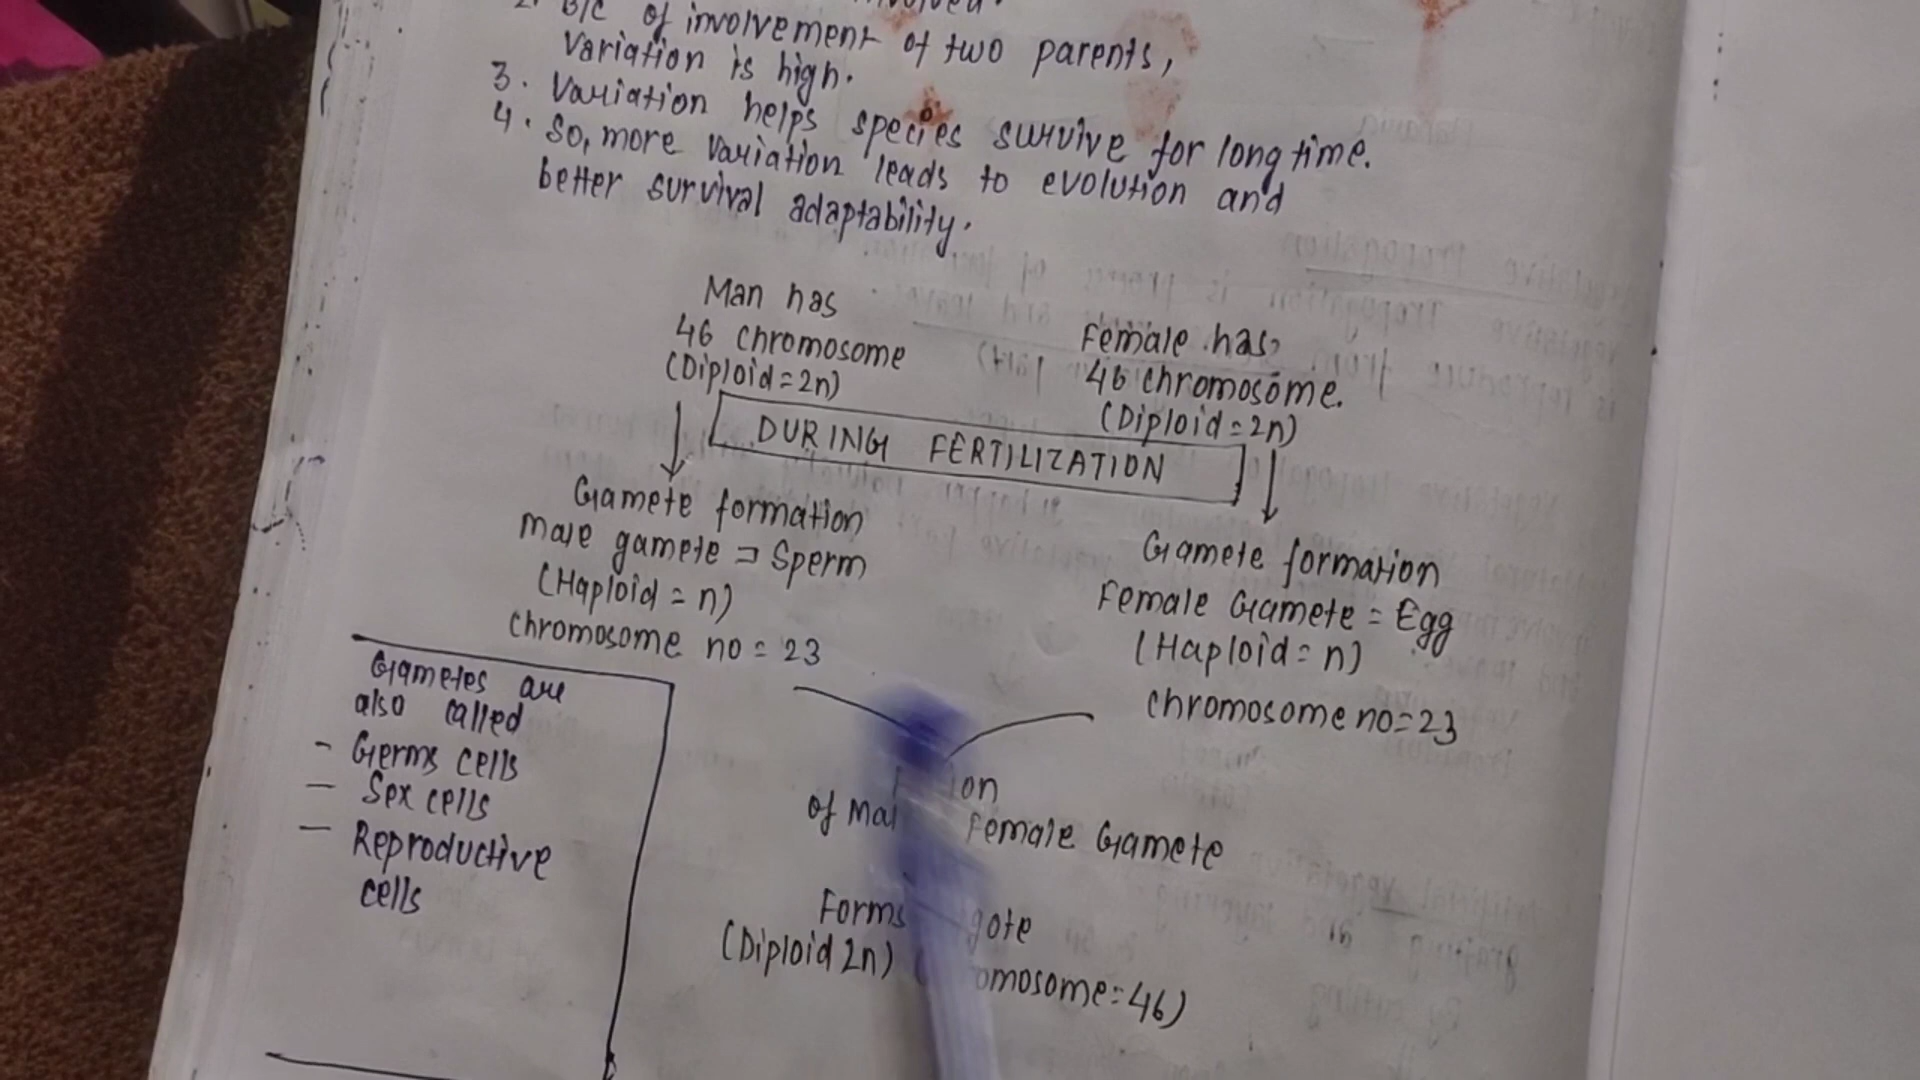 2. B/C of involvement of two parents,
variation is high.
3. Variation helps species survive for long time.
4. So, more variation leads to evolution and
better survival adaptability.
Man has
46 chromosome
(Diploid = 2n)
Female has
46 chromosome.
(Diploid = 2n)
DURING FERTILIZATION
Gamete formation
male gamete = Sperm
(Haploid = n)
chromosome no = 23
Gamete formation
Female Gamete = Egg
(Haploid = n)
chromosome no = 23
Gametes are
also called
- Germs cells
- Sex cells
- Reproductive
cells
of Female Gamete
Forms
(Diploid 2n) = 46)